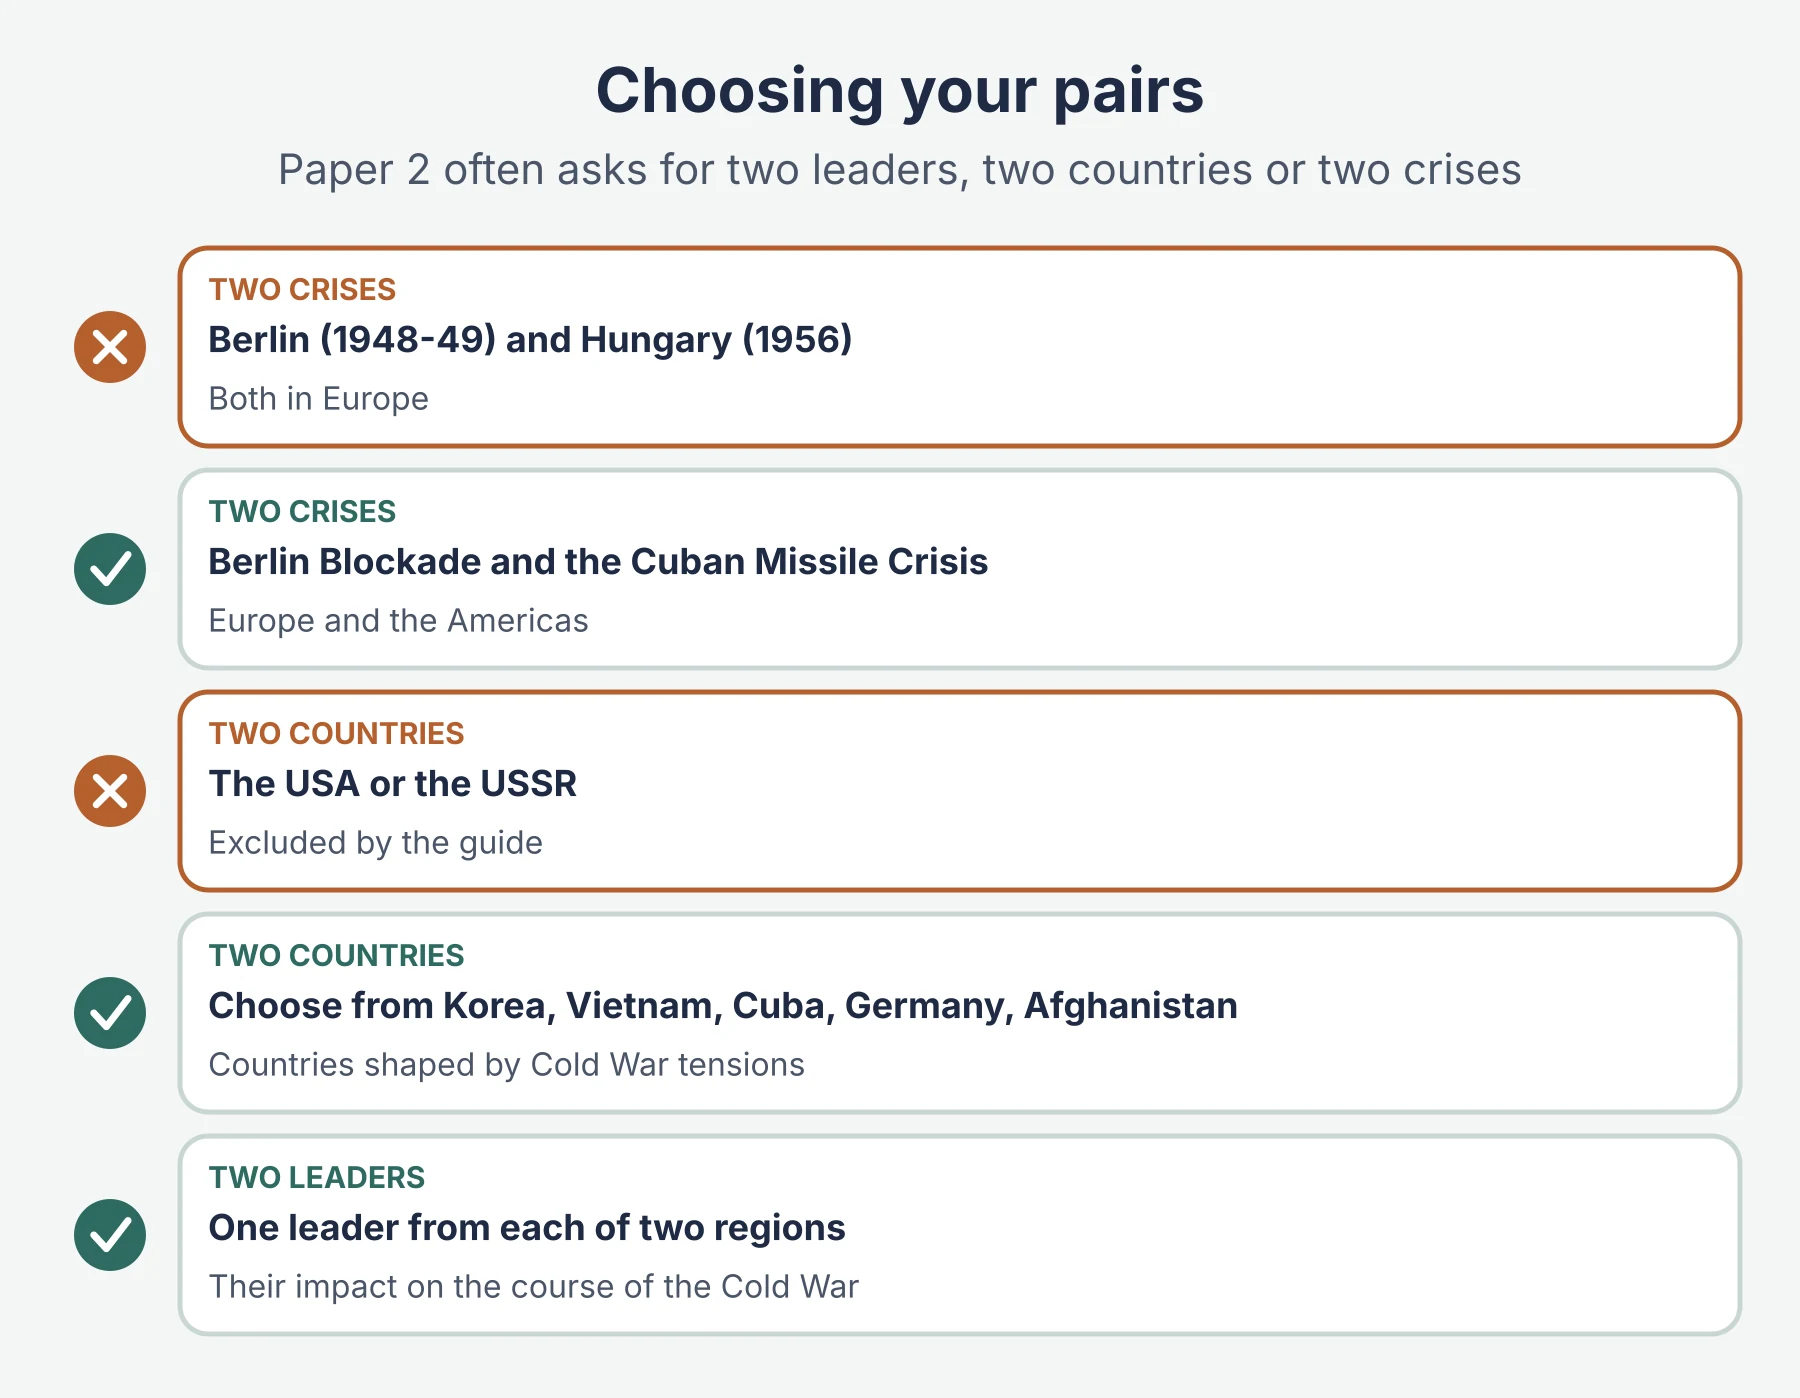 Choosing your pairs
Paper 2 often asks for two leaders, two countries or two crises
TWO CRISES
Berlin (1948-49) and Hungary (1956)
Both in Europe
TWO CRISES
Berlin Blockade and the Cuban Missile Crisis
Europe and the Americas
TWO COUNTRIES
The USA or the USSR
Excluded by the guide
TWO COUNTRIES
Choose from Korea, Vietnam, Cuba, Germany, Afghanistan
Countries shaped by Cold War tensions
TWO LEADERS
One leader from each of two regions
Their impact on the course of the Cold War